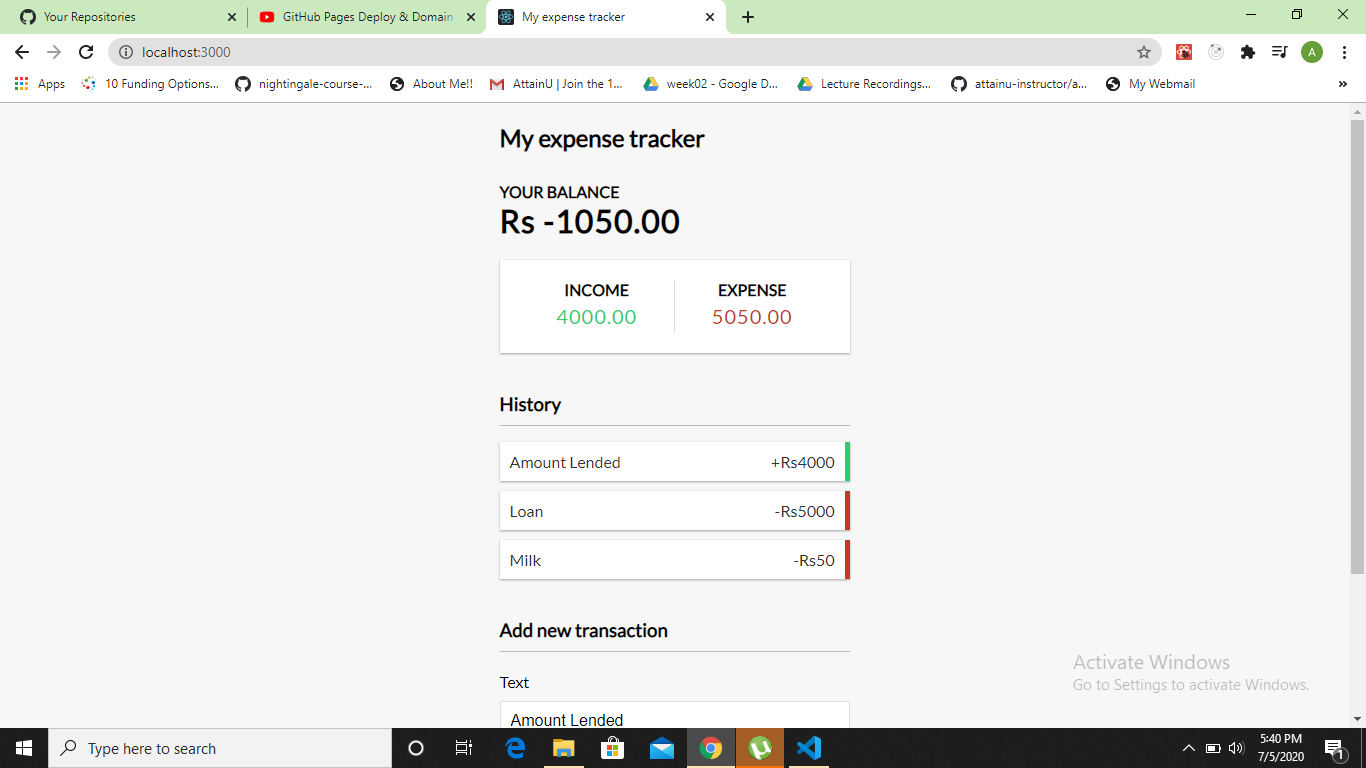 Your Repositories
GitHub Pages Deploy & Domain
My expense tracker
localhost:3000
A
Apps
10 Funding Options...
nightingale-course-...
About Me!!
AttainU | Join the 1...
week02 - Google D...
Lecture Recordings...
attainu-instructor/a...
My Webmail
»
My expense tracker
YOUR BALANCE
Rs -1050.00
INCOME EXPENSE
4000.00 5050.00
History
Amount Lended +Rs4000
Loan -Rs5000
Milk -Rs50
Add new transaction
Text
Amount Lended
Activate Windows
Go to Settings to activate Windows.
Type here to search
5:40 PM
7/5/2020
1